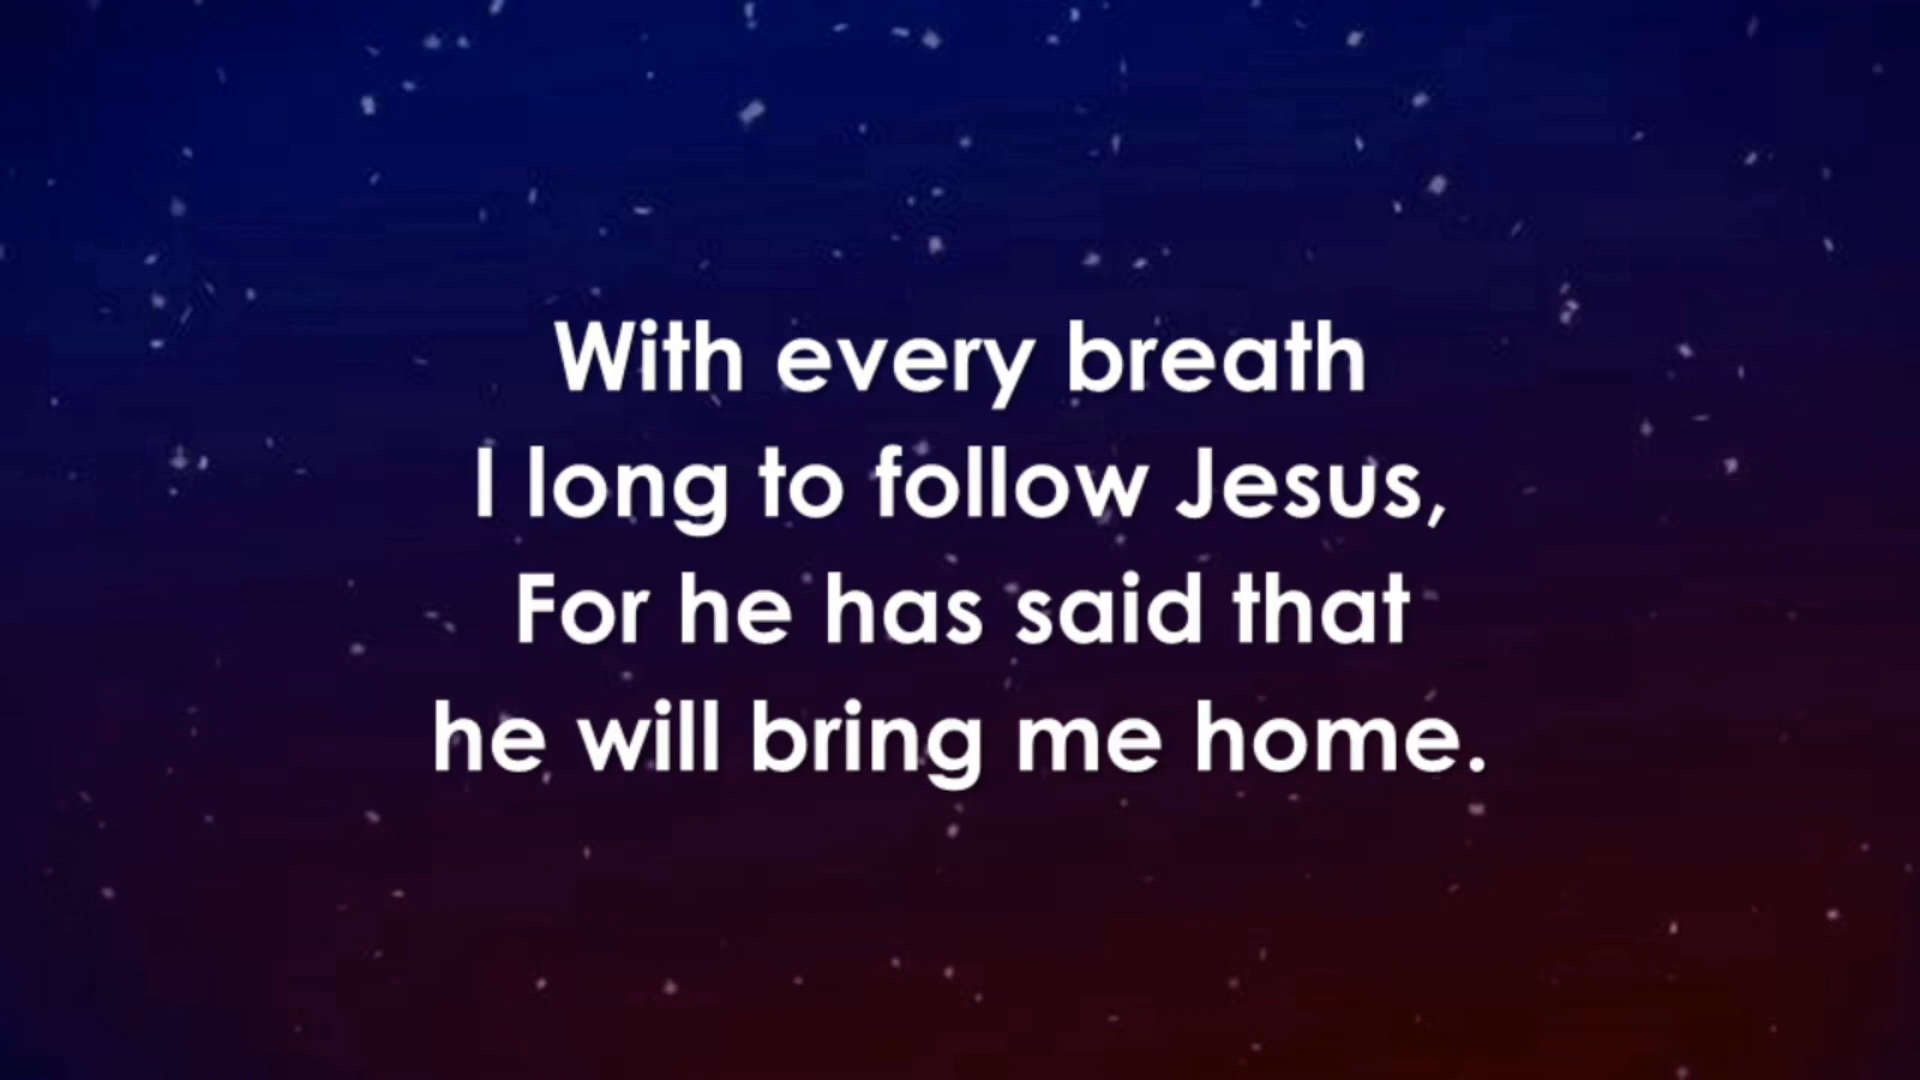 With every breath
I long to follow Jesus,
For he has said that
he will bring me home.